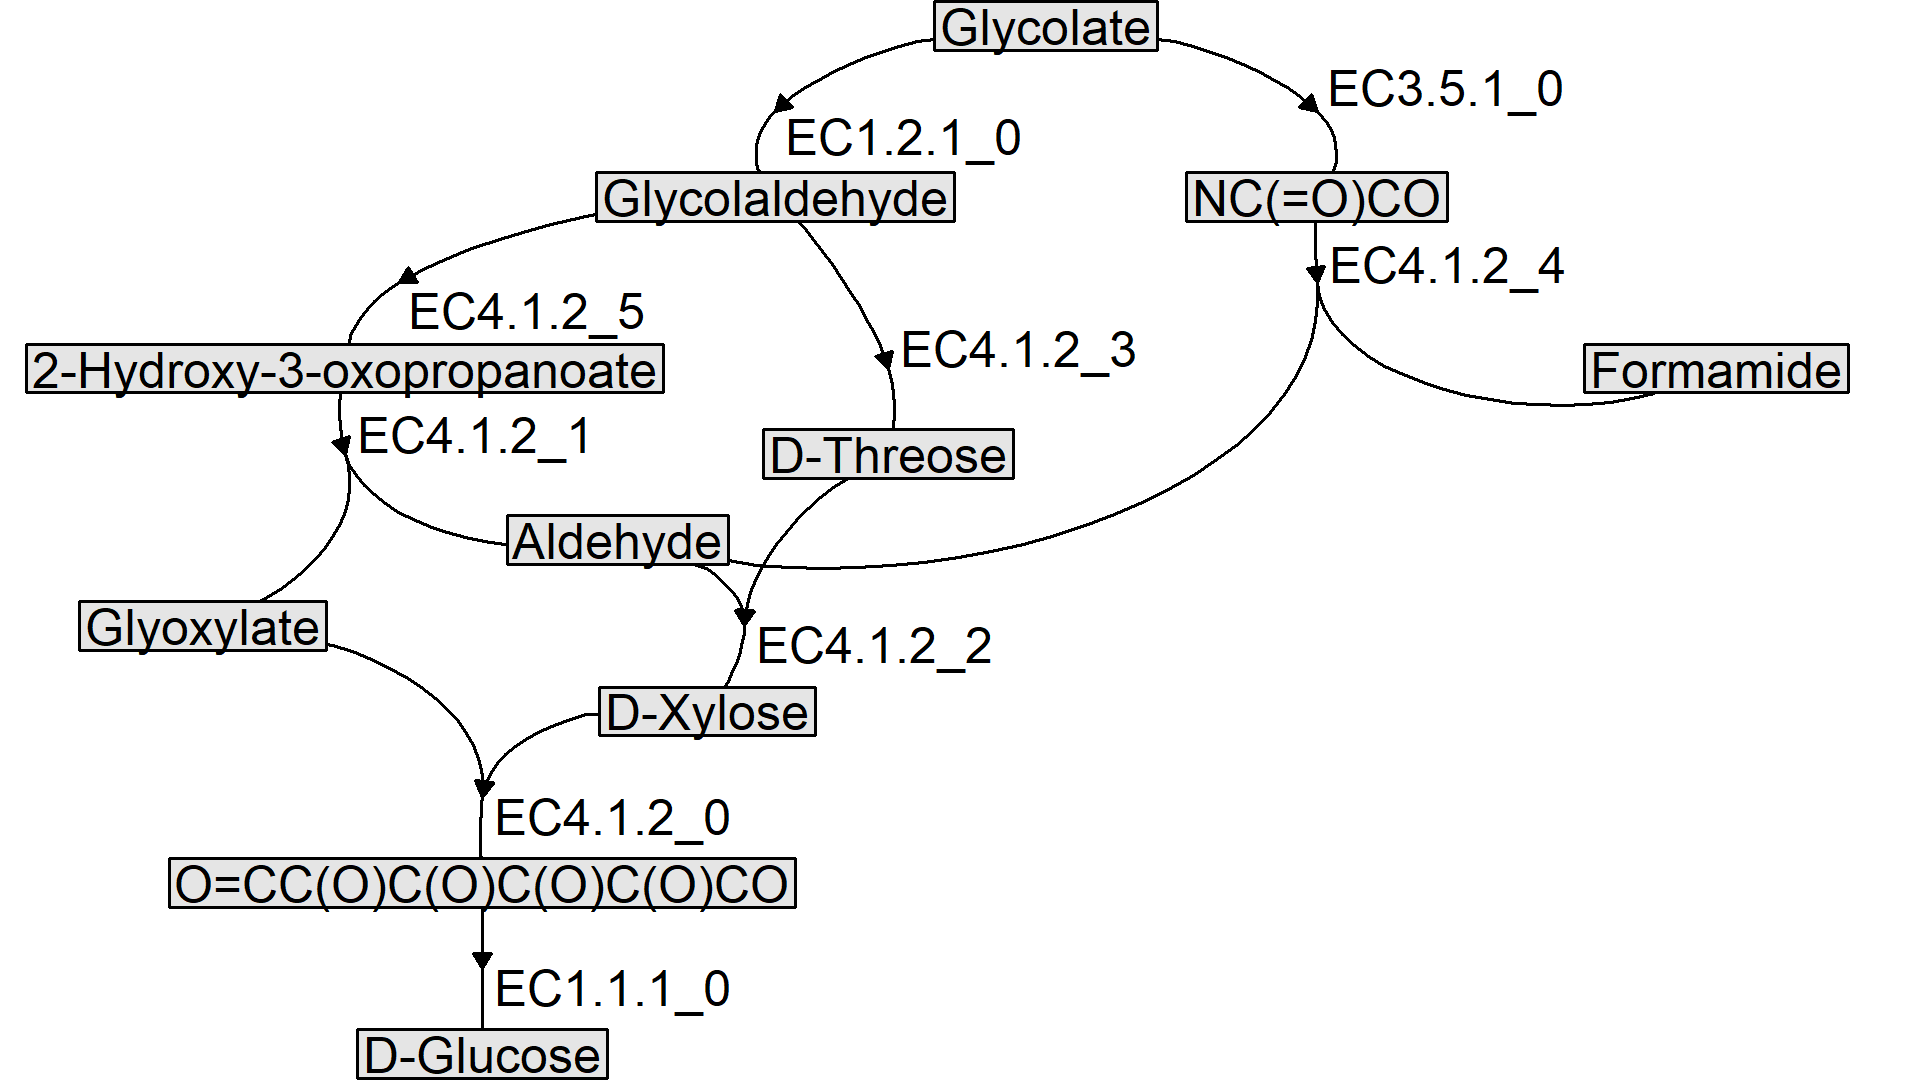 Glycolate
EC3.5.1_0
EC1.2.1_0
Glycolaldehyde
NC(=O)CO
EC4.1.2_4
EC4.1.2_5
EC4.1.2_3
2-Hydroxy-3-oxopropanoate
Formamide
EC4.1.2_1
D-Threose
Aldehyde
Glyoxylate
EC4.1.2_2
D-Xylose
EC4.1.2_0
O=CC(O)C(O)C(O)C(O)CO
EC1.1.1_0
D-Glucose